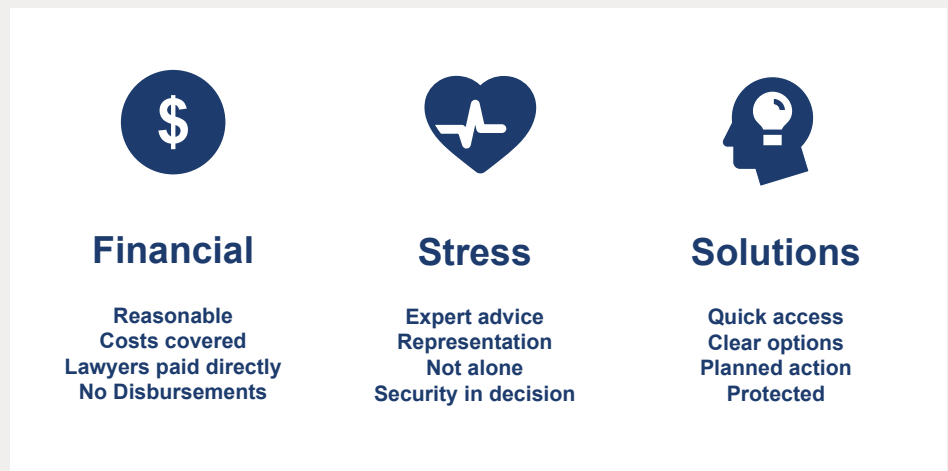 $
Financial
Reasonable
Costs covered
Lawyers paid directly
No Disbursements
Stress
Expert advice
Representation
Not alone
Security in decision
Solutions
Quick access
Clear options
Planned action
Protected